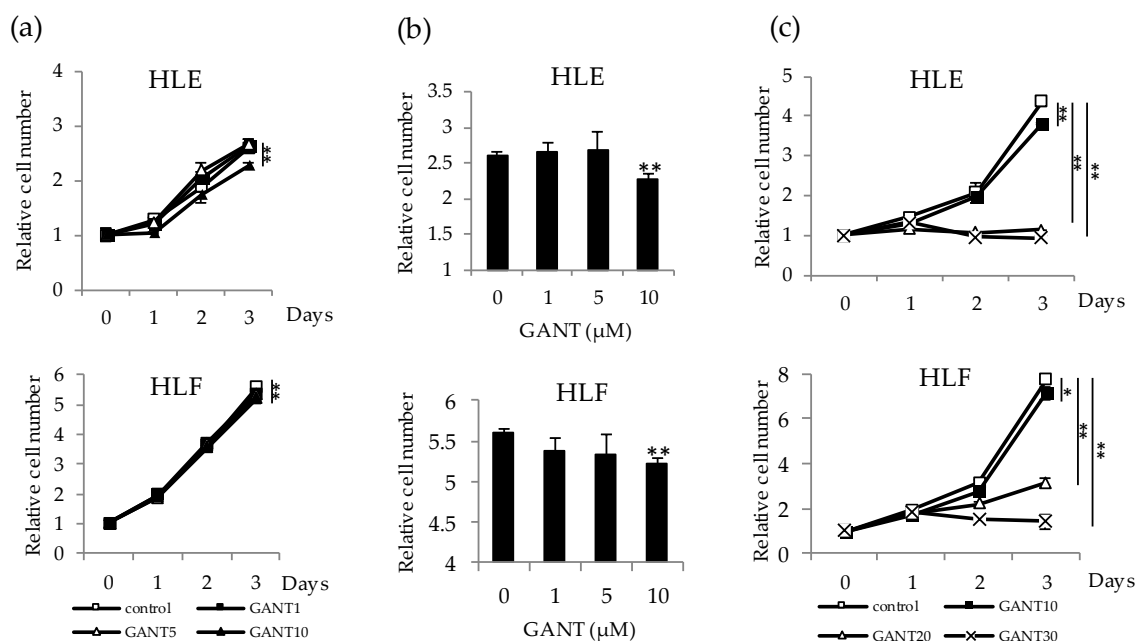 (a)
(b)
(c)
HLE
Relative cell number
4
3
2
1
0
**
0 1 2 3 Days
HLE
Relative cell number
3.5
3
2.5
2
1.5
1
**
0 1 5 10
GANT (µM)
HLE
Relative cell number
5
4
3
2
1
0
**
**
**
0 1 2 3 Days
HLF
Relative cell number
6
5
4
3
2
1
0
**
0 1 2 3 Days
control GANT1
GANT5 GANT10
HLF
Relative cell number
6
5.5
5
4.5
4
**
0 1 5 10
GANT (µM)
HLF
Relative cell number
8
6
4
2
0
*
**
**
0 1 2 3 Days
control GANT10
GANT20 GANT30